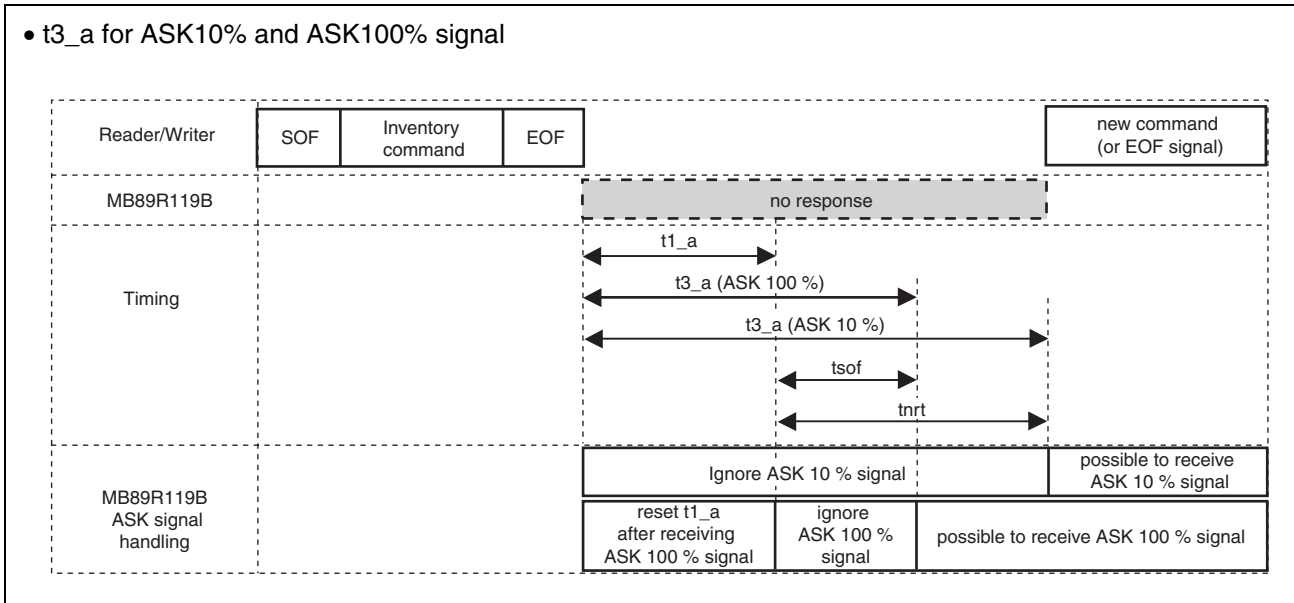 • t3_a for ASK10% and ASK100% signal
Reader/Writer
SOF
Inventory
command
EOF
new command
(or EOF signal)
MB89R119B
no response
Timing
t1_a
t3_a (ASK 100 %)
t3_a (ASK 10 %)
tsof
tnrt
MB89R119B
ASK signal
handling
Ignore ASK 10 % signal
possible to receive
ASK 10 % signal
reset t1_a
after receiving
ASK 100 % signal
ignore
ASK 100 %
signal
possible to receive ASK 100 % signal